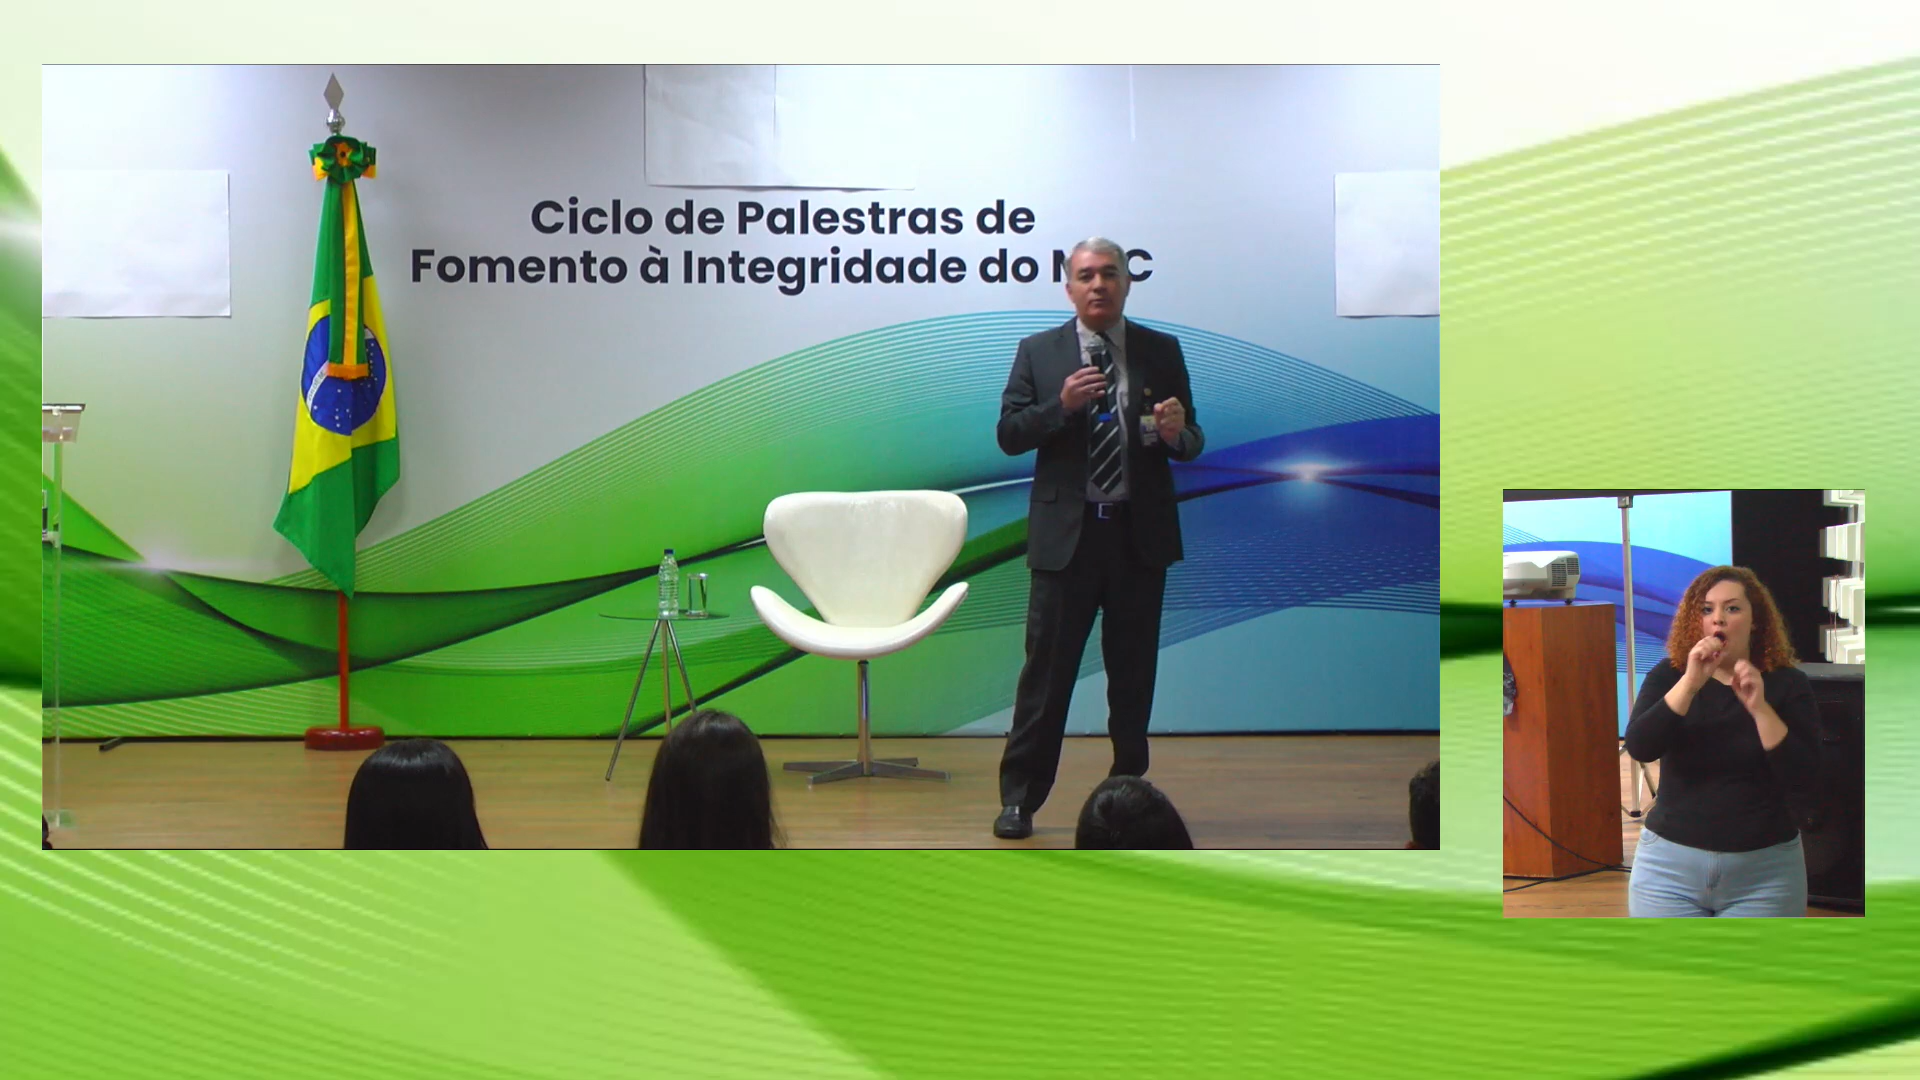 Ciclo de Palestras de
Fomento à Integridade do